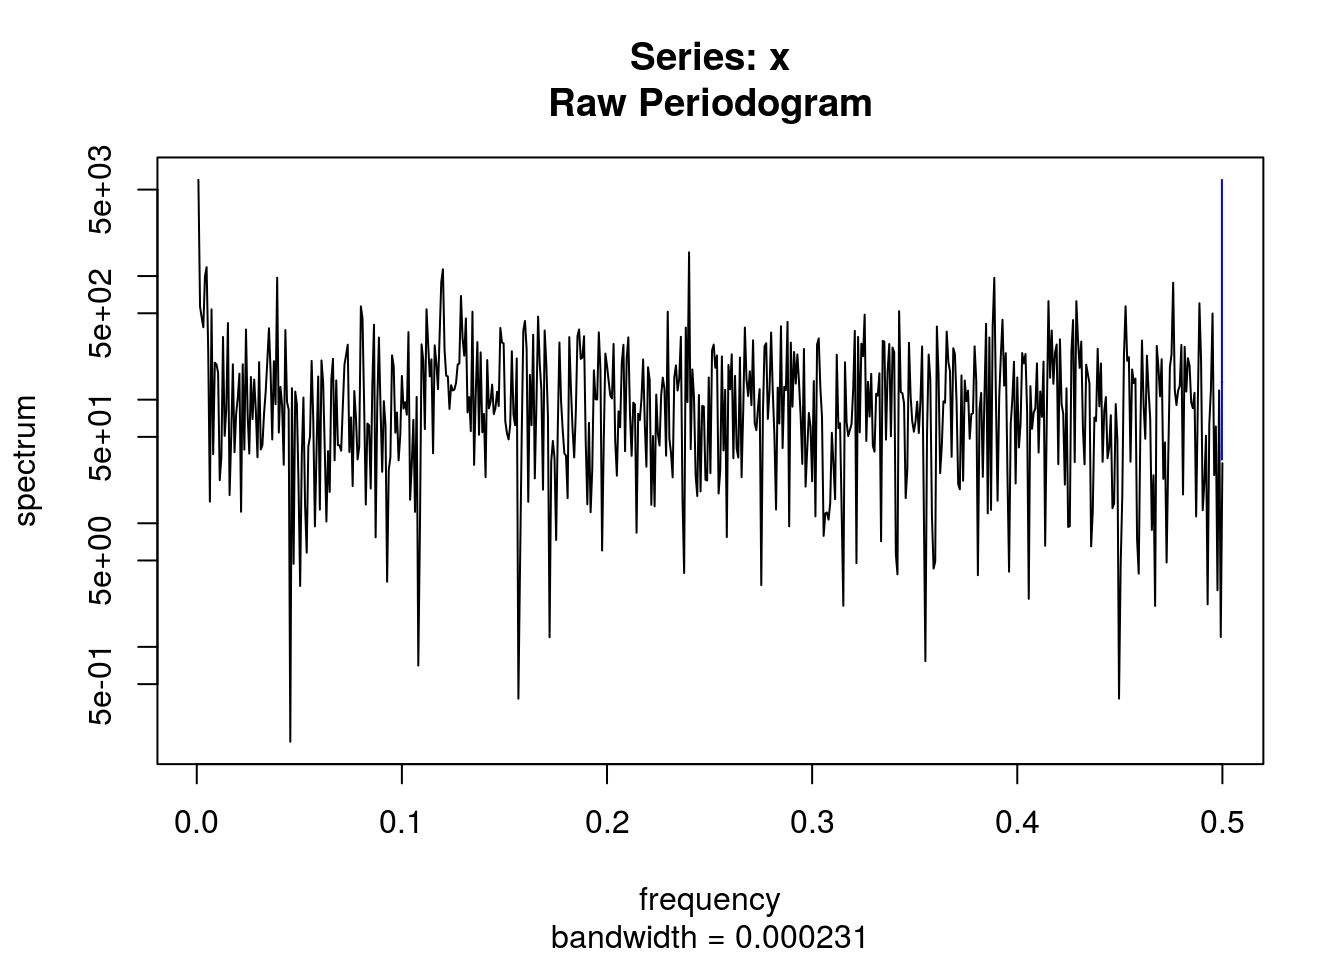 Series: x
Raw Periodogram
spectrum
5e+03
5e+02
5e+01
5e+00
5e-01
0.0 0.1 0.2 0.3 0.4 0.5
frequency
bandwidth = 0.000231